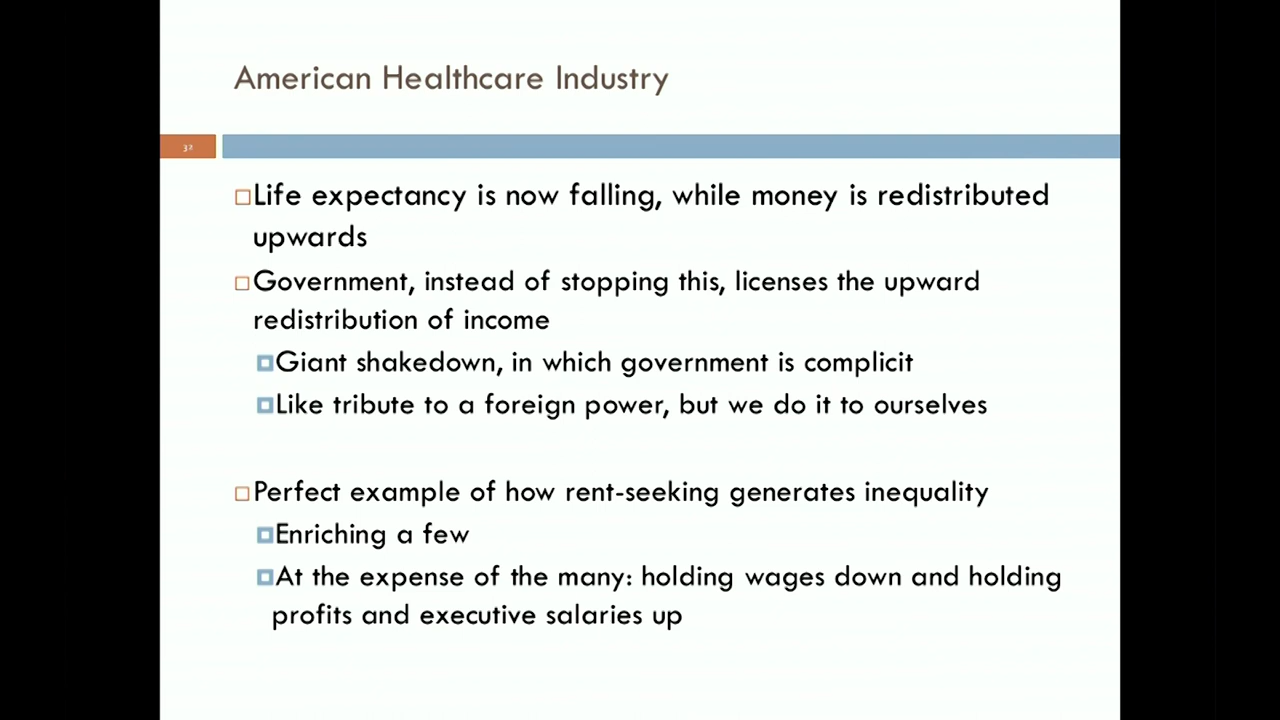 American Healthcare Industry
32
Life expectancy is now falling, while money is redistributed
upwards
Government, instead of stopping this, licenses the upward
redistribution of income
Giant shakedown, in which government is complicit
Like tribute to a foreign power, but we do it to ourselves
Perfect example of how rent-seeking generates inequality
Enriching a few
At the expense of the many: holding wages down and holding
profits and executive salaries up